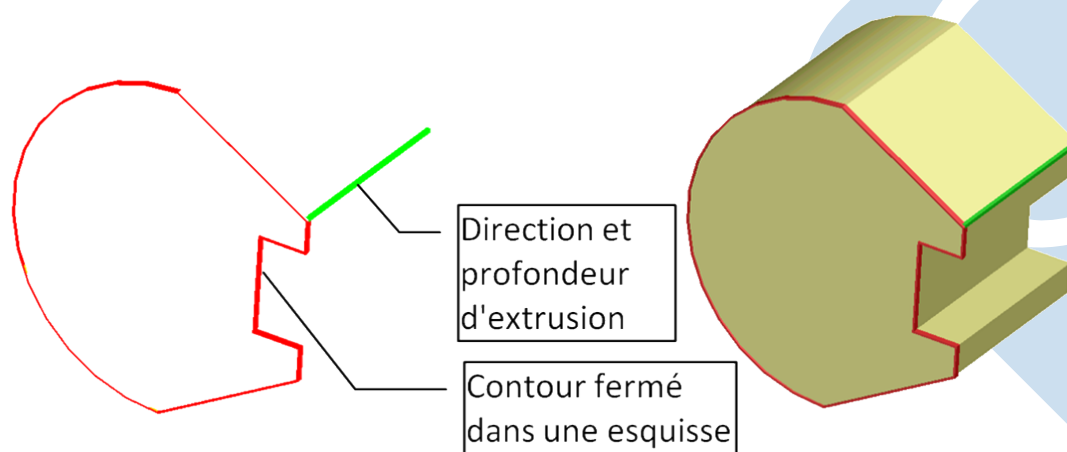 Direction et
profondeur
d'extrusion
Contour fermé
dans une esquisse